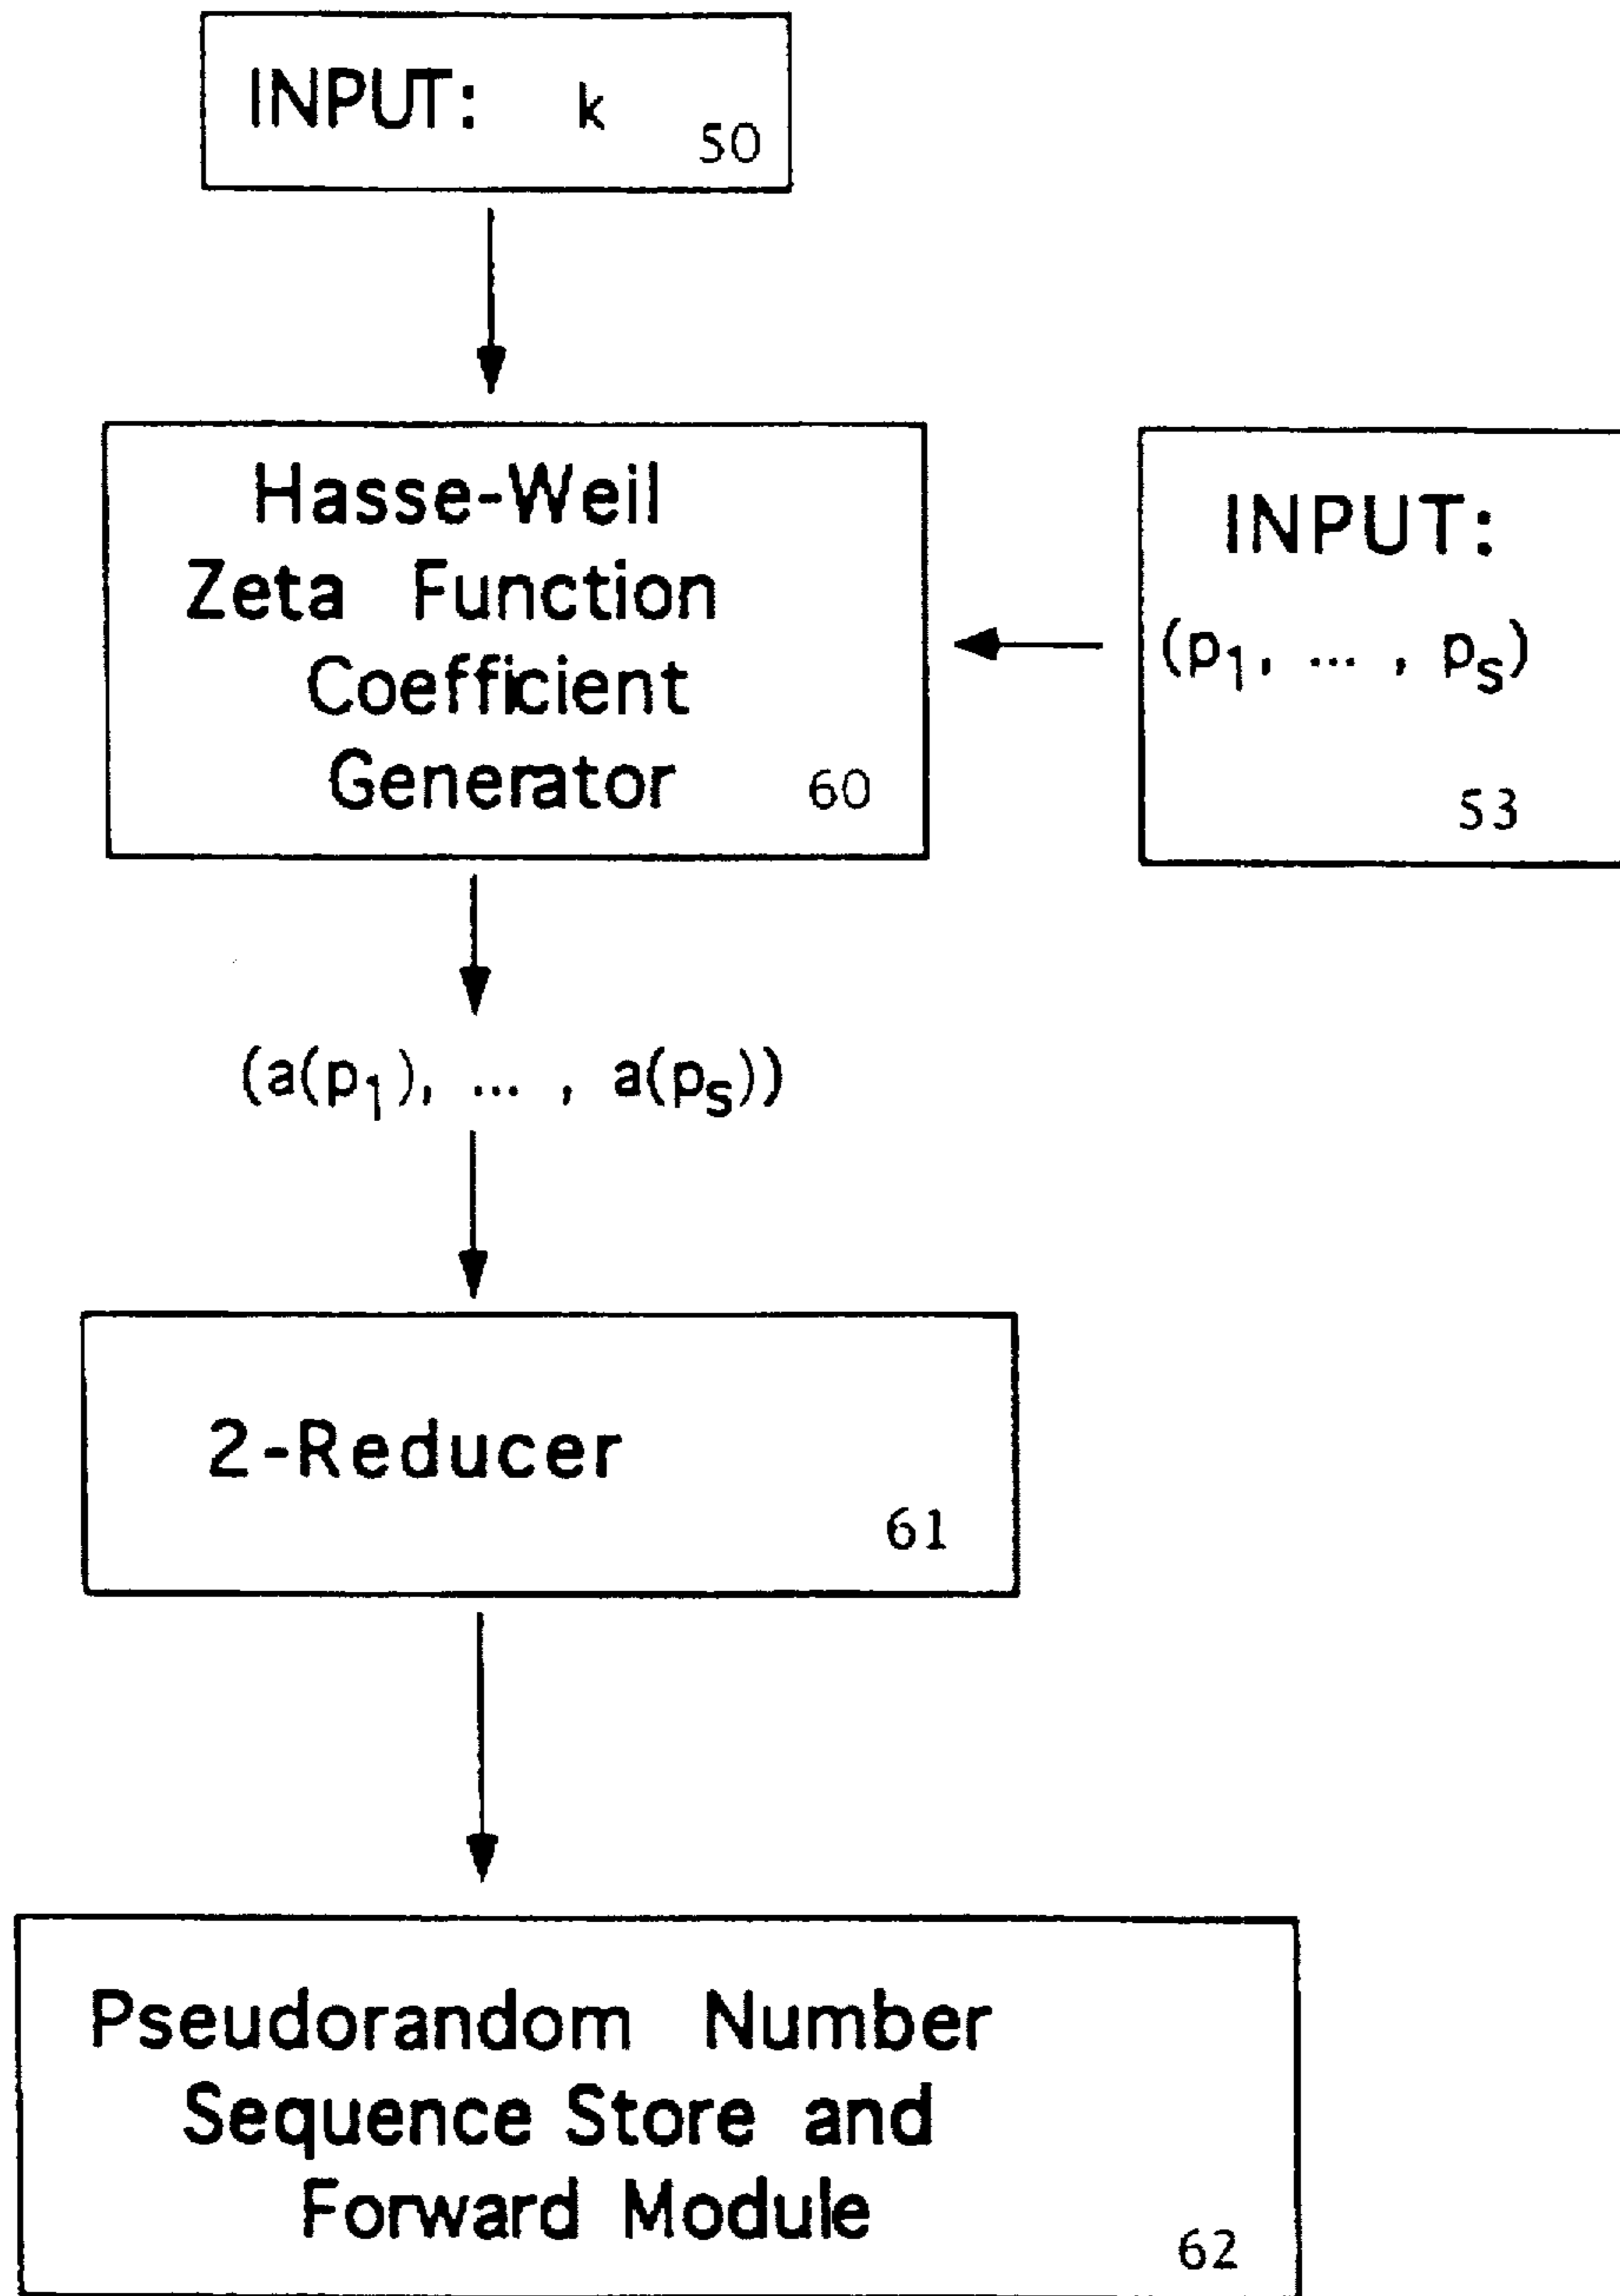 INPUT: k
50
Hasse-Weil
Zeta Function
Coefficient
Generator 60
INPUT:
(p₁, ... , pₛ)
53
(a(p₁), ... , a(pₛ))
2-Reducer
61
Pseudorandom Number
Sequence Store and
Forward Module
62